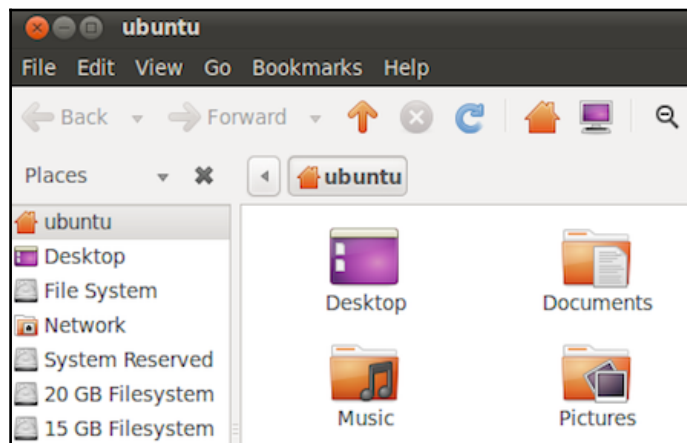 ubuntu
File Edit View Go Bookmarks Help
Back Forward
Places
ubuntu
ubuntu
Desktop
File System
Network
System Reserved
20 GB Filesystem
15 GB Filesystem
Desktop Documents
Music Pictures